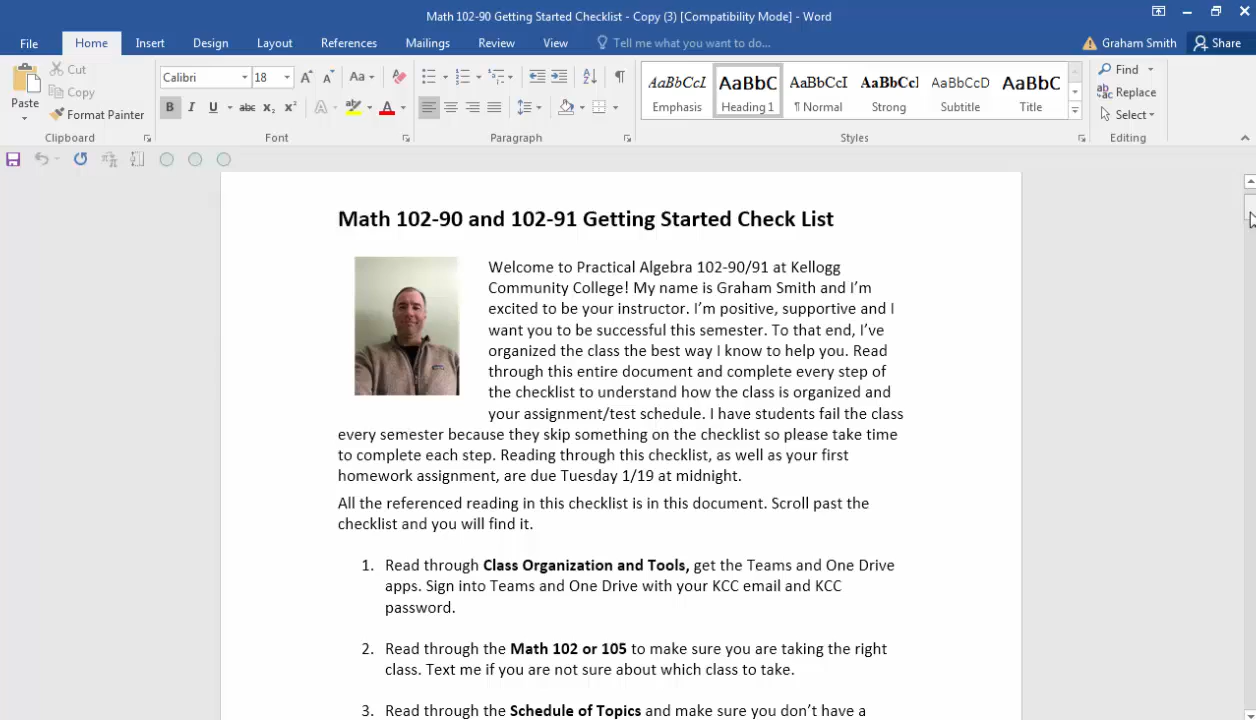 Math 102-90 Getting Started Checklist - Copy (3) [Compatibility Mode] - Word
File Home Insert Design Layout References Mailings Review View Tell me what you want to do... Graham Smith Share
Cut
Copy
Paste
Format Painter
Clipboard
Calibri 18
Font
Paragraph
AaBbCcI AaBbC AaBbCcI AaBbCcl AaBbCcD AaBbC
Emphasis Heading 1 ¶ Normal Strong Subtitle Title
Styles
Find
Replace
Select
Editing
Math 102-90 and 102-91 Getting Started Check List
Welcome to Practical Algebra 102-90/91 at Kellogg
Community College! My name is Graham Smith and I’m
excited to be your instructor. I’m positive, supportive and I
want you to be successful this semester. To that end, I’ve
organized the class the best way I know to help you. Read
through this entire document and complete every step of
the checklist to understand how the class is organized and
your assignment/test schedule. I have students fail the class
every semester because they skip something on the checklist so please take time
to complete each step. Reading through this checklist, as well as your first
homework assignment, are due Tuesday 1/19 at midnight.
All the referenced reading in this checklist is in this document. Scroll past the
checklist and you will find it.
1. Read through Class Organization and Tools, get the Teams and One Drive
apps. Sign into Teams and One Drive with your KCC email and KCC
password.
2. Read through the Math 102 or 105 to make sure you are taking the right
class. Text me if you are not sure about which class to take.
3. Read through the Schedule of Topics and make sure you don’t have a